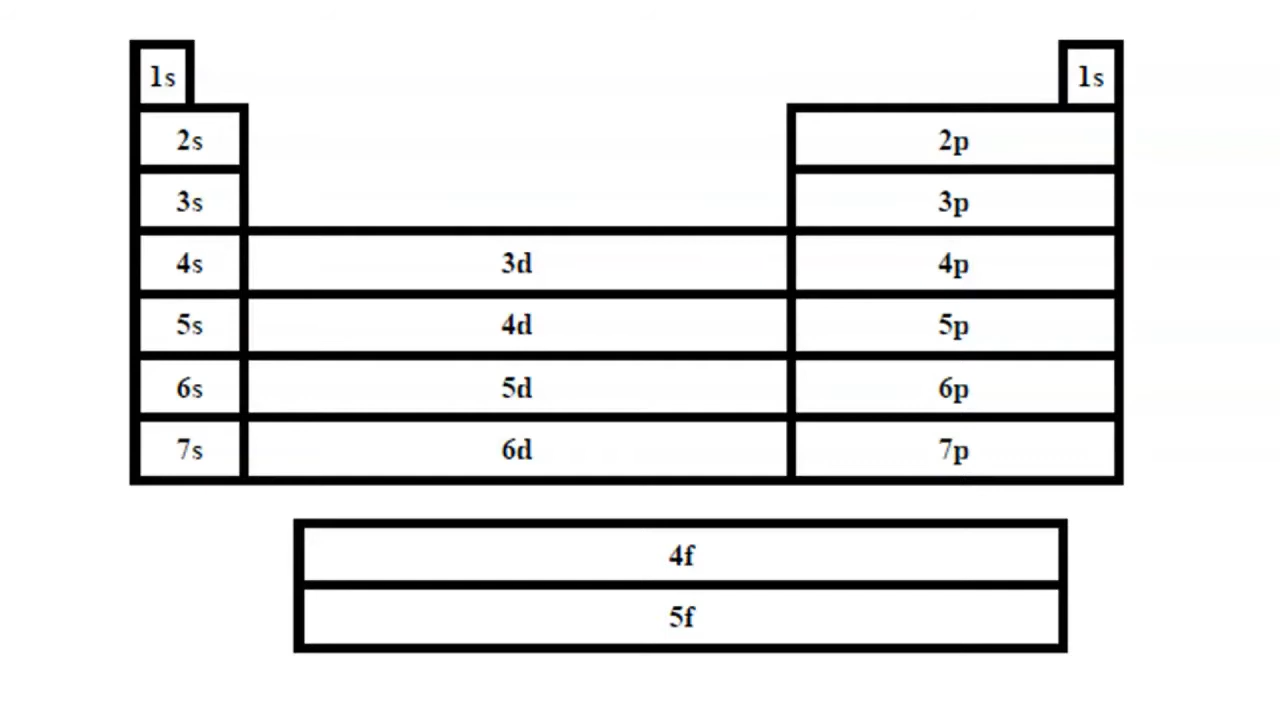 1s 1s
2s 2p
3s 3p
4s 3d 4p
5s 4d 5p
6s 5d 6p
7s 6d 7p
4f
5f